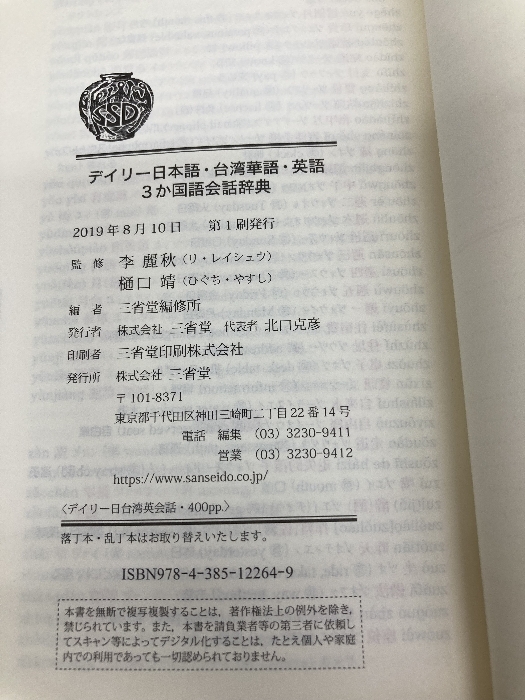 SSD
デイリー日本語・台湾華語・英語
3か国語会話辞典
2019年8月10日 第1刷発行
監修 李麗秋（リ・レイシュウ）
樋口靖（ひぐち・やすし）
編者 三省堂編修所
発行者 株式会社 三省堂 代表者 北口克彦
印刷者 三省堂印刷株式会社
発行所 株式会社 三省堂
〒101-8371
東京都千代田区神田三崎町二丁目22番14号
電話 編集 (03) 3230-9411
営業 (03) 3230-9412
https://www.sanseido.co.jp/
〈デイリー日台湾英会話・400pp.〉
落丁本・乱丁本はお取り替えいたします。
ISBN978-4-385-12264-9
本書を無断で複写複製することは、著作権法上の例外を除き、
禁じられています。また、本書を請負業者等の第三者に依頼し
てスキャン等によってデジタル化することは、たとえ個人や家庭
内での利用であっても一切認められておりません。